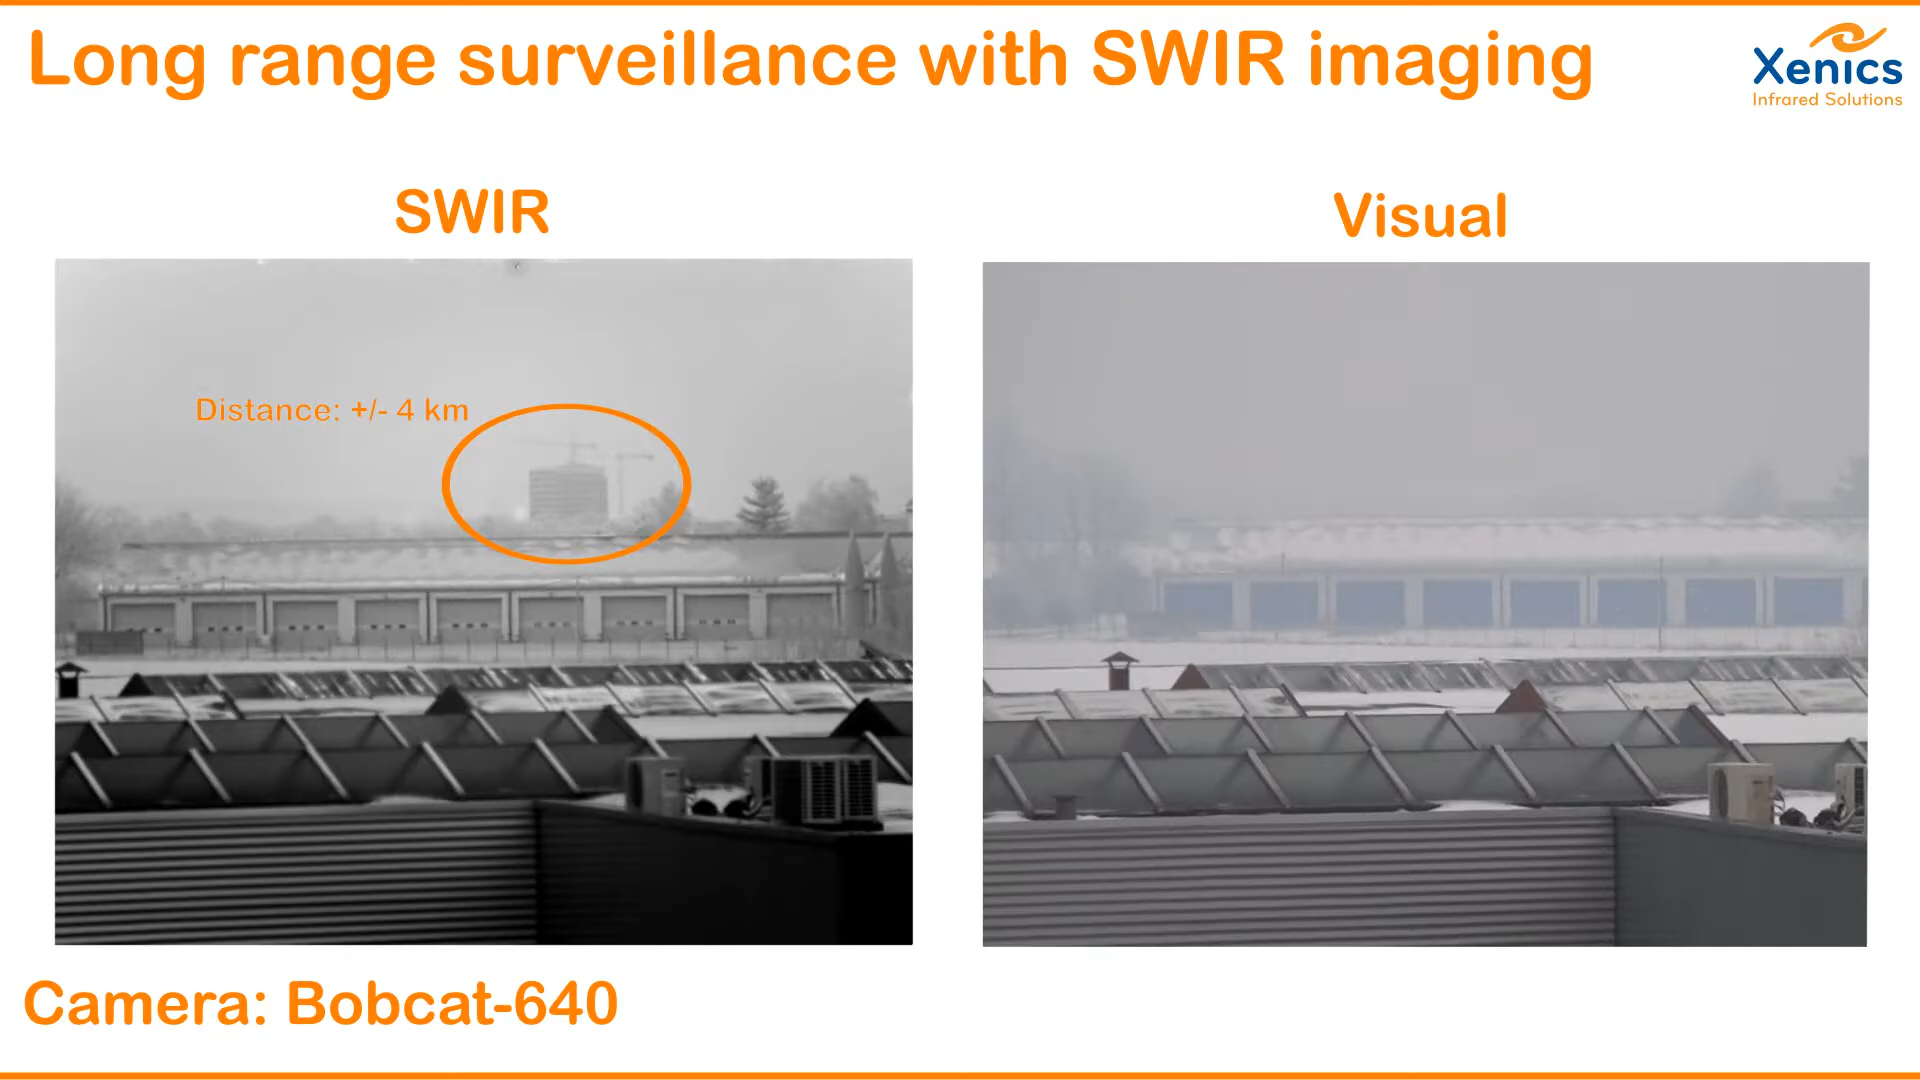 Long range surveillance with SWIR imaging
Xenics
Infrared Solutions
SWIR
Visual
Distance: +/- 4 km
Camera: Bobcat-640